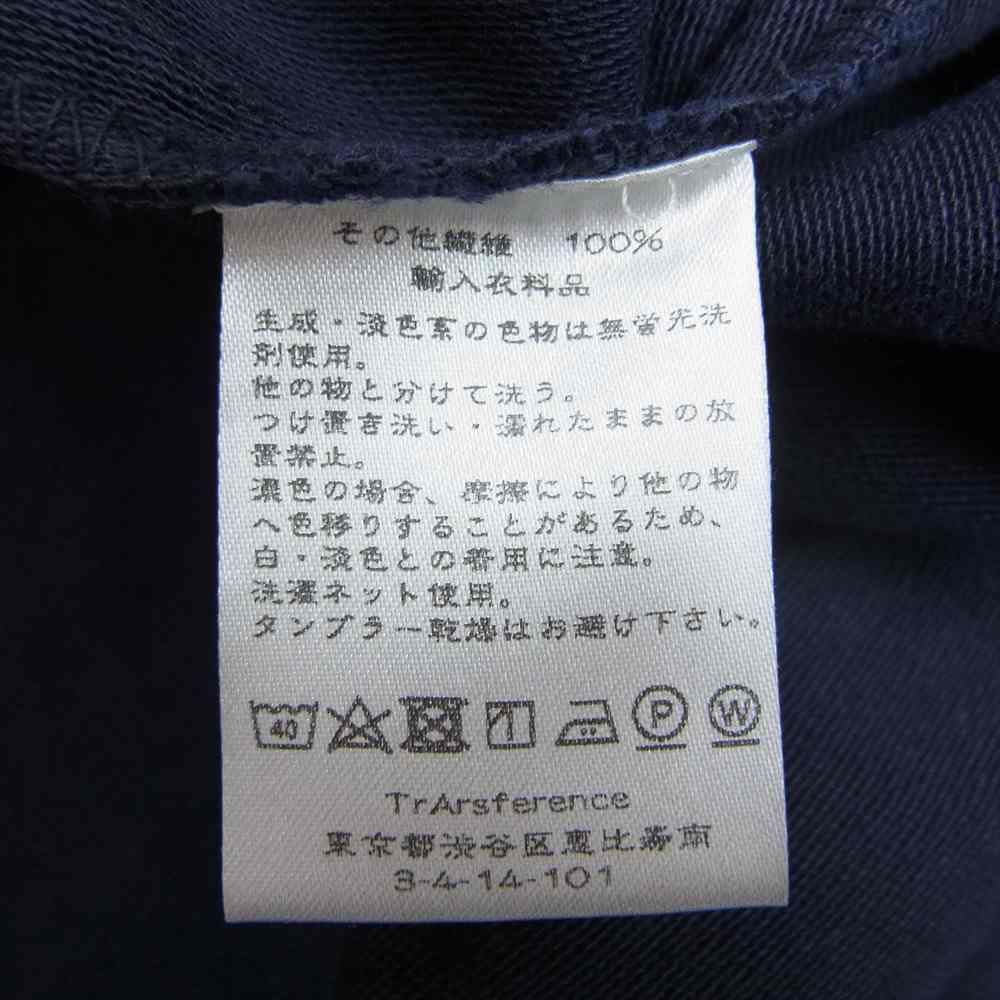 その他繊維 100%
輸入衣料品
生成・淡色系の色物は無蛍光洗
剤使用。
他の物と分けて洗う。
つけ置き洗い・濡れたままの放
置禁止。
濃色の場合、摩擦により他の物
へ色移りすることがあるため、
白・淡色との着用に注意。
洗濯ネット使用。
タンブラー乾燥はお避け下さい。
40 P W
TrArsference
東京都渋谷区恵比寿南
3-4-14-101